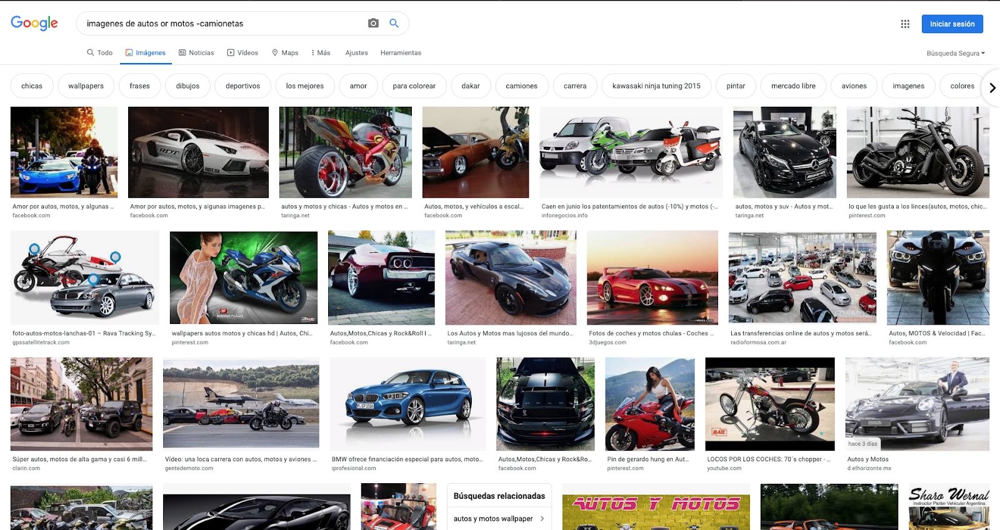 Google
imagenes de autos or motos -camionetas
Iniciar sesión
Todo
Imágenes
Noticias
Vídeos
Maps
Más
Ajustes
Herramientas
Búsqueda Segura
chicas
wallpapers
frases
dibujos
deportivos
los mejores
amor
para colorear
dakar
camiones
carrera
kawasaki ninja tuning 2015
pintar
mercado libre
aviones
imagenes
colores
RDT
RDT.SE
Amor por autos, motos, y algunas ...
facebook.com
Amor por autos, motos, y algunas imagenes p...
facebook.com
autos y motos y chicas - Autos y motos en ...
taringa.net
Autos, motos, y vehículos a escal...
facebook.com
Caen en junio los patentamientos de autos (-10%) y motos (-...
infonegocios.info
autos, motos y suv - Autos y mot...
taringa.net
lo que les gusta a los linces(autos, motos, chic...
pinterest.com
foto-autos-motos-lanchas-01 – Rava Tracking Sy...
gpssatellitetrack.com
wallpapers autos motos y chicas hd | Autos, Chi...
pinterest.com
Autos,Motos,Chicas y Rock&Roll I ...
facebook.com
Los Autos y Motos mas lujosos del mundo...
taringa.net
Fotos de coches y motos chulas - Coches ...
3djuegos.com
FORMOSA
Las transferencias online de autos y motos será...
radioformosa.com.ar
Autos, MOTOS & Velocidad | Fac...
facebook.com
Súper autos, motos de alta gama y casi 6 mill...
clarin.com
Vídeo: una loca carrera con autos, motos y aviones ...
gentedemoto.com
BMW ofrece financiación especial para autos, moto...
iprofesional.com
Autos,Motos,Chicas y Rock&Ro...
facebook.com
Pin de gerardo hung en Aut...
pinterest.com
BLAZE
LOCOS POR LOS COCHES: 70´s chopper - ...
youtube.com
hace 3 días
Autos y Motos
d.elhorizonte.mx
Búsquedas relacionadas
autos y motos wallpaper
AUTOS Y MOTOS
Sharo Wernal
Instructor Plotter Vehicular Argentina.